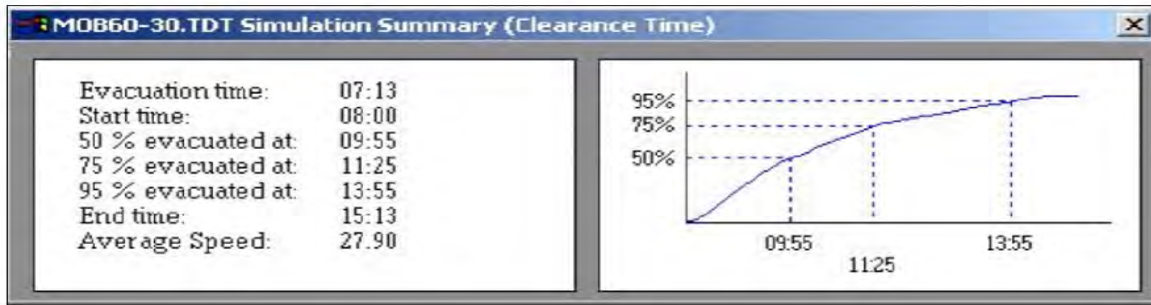 MOB60-30.TDT Simulation Summary (Clearance Time)
Evacuation time: 07:13
Start time: 08:00
50 % evacuated at: 09:55
75 % evacuated at: 11:25
95 % evacuated at: 13:55
End time: 15:13
Average Speed: 27.90
95%
75%
50%
09:55 13:55
11:25